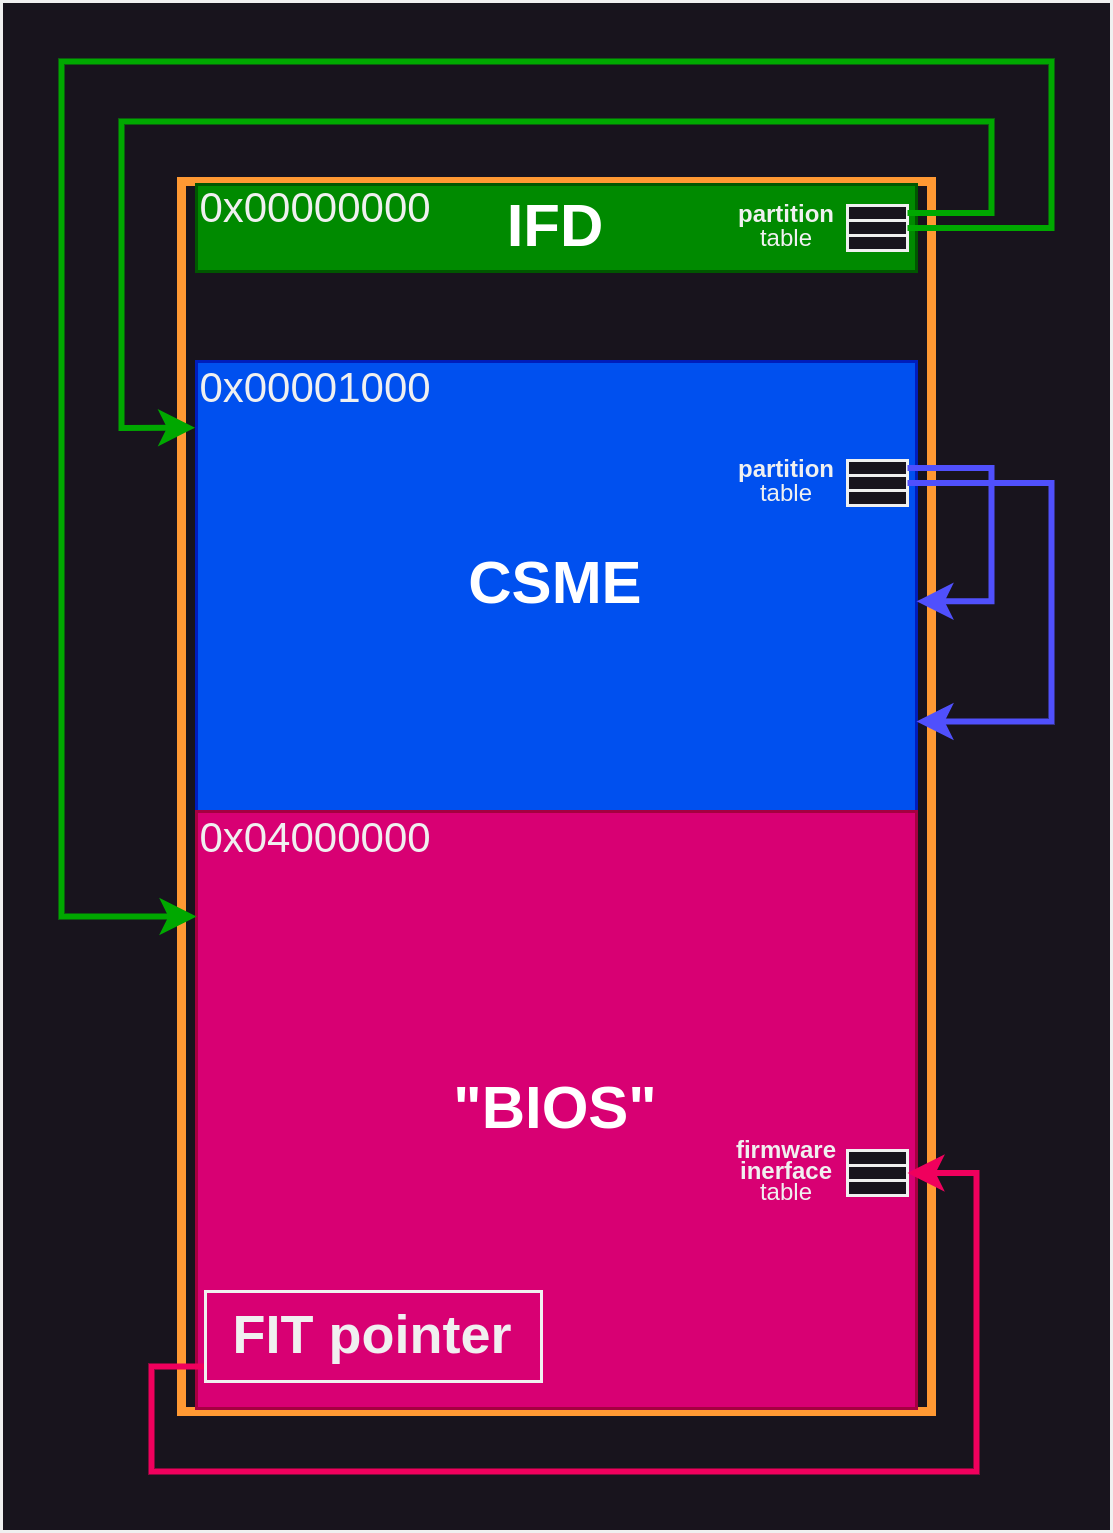 0x00000000
IFD
partition
table
0x00001000
partition
table
CSME
0x04000000
"BIOS"
firmware
inerface
table
FIT pointer